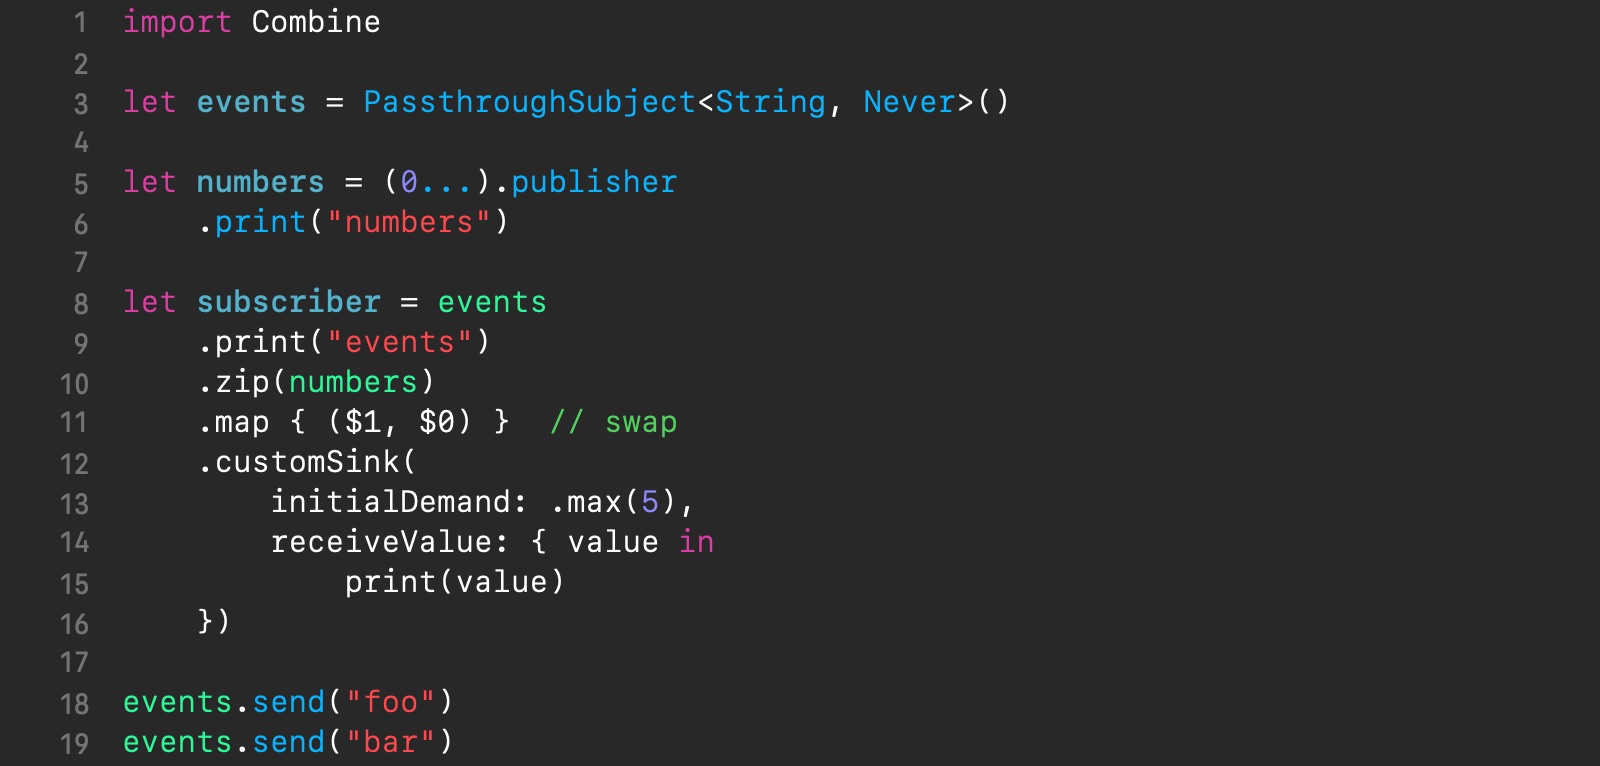 1 import Combine
2
3 let events = PassthroughSubject<String, Never>()
4
5 let numbers = (0...).publisher
6     .print("numbers")
7
8 let subscriber = events
9     .print("events")
10     .zip(numbers)
11     .map { ($1, $0) }  // swap
12     .customSink(
13         initialDemand: .max(5),
14         receiveValue: { value in
15             print(value)
16     })
17
18 events.send("foo")
19 events.send("bar")